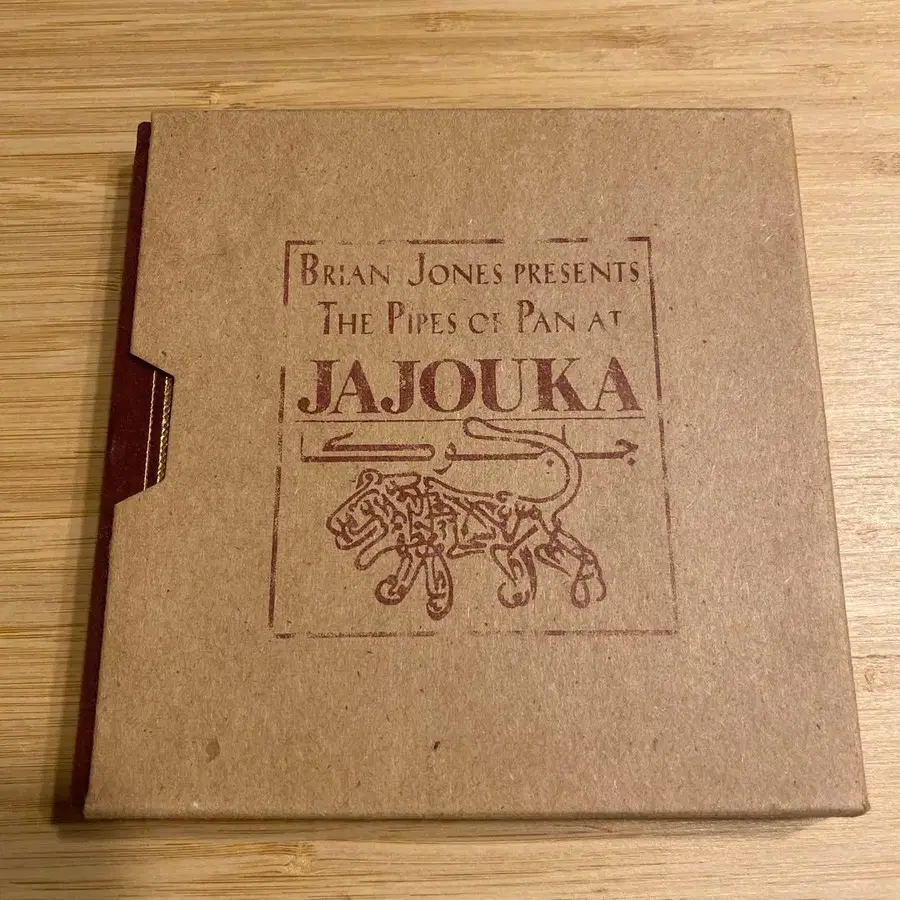 BRIAN JONES PRESENTS
THE PIPES OF PAN AT
JAJOUKA
جاجوكا